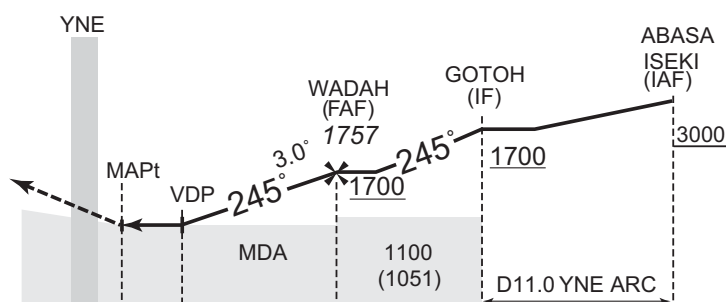 YNE
ABASA
ISEKI
(IAF)
GOTOH
(IF)
WADAH
(FAF)
1757
3.0°
245°
3000
1700
1700
MAPt
VDP
245°
MDA
1100
(1051)
D11.0 YNE ARC